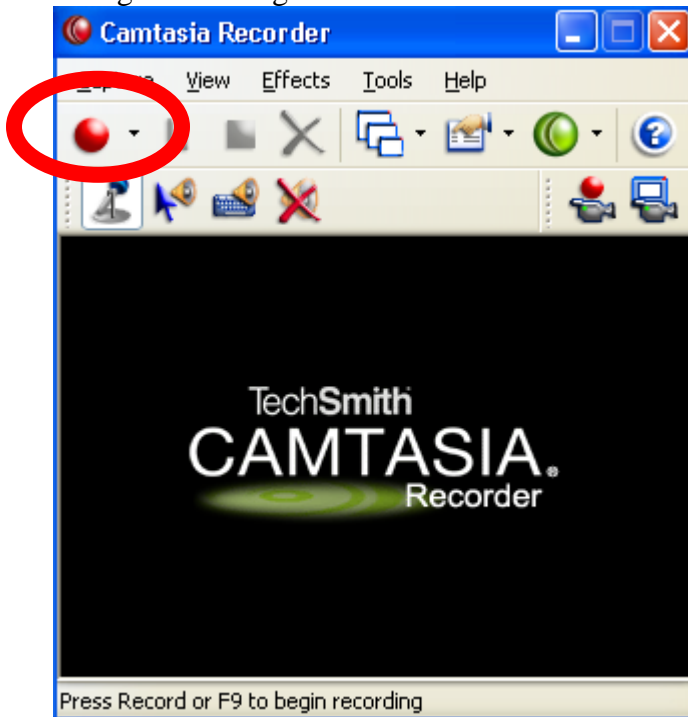 Camtasia Recorder
View Effects Tools Help
TechSmith
CAMTASIA®
Recorder
Press Record or F9 to begin recording